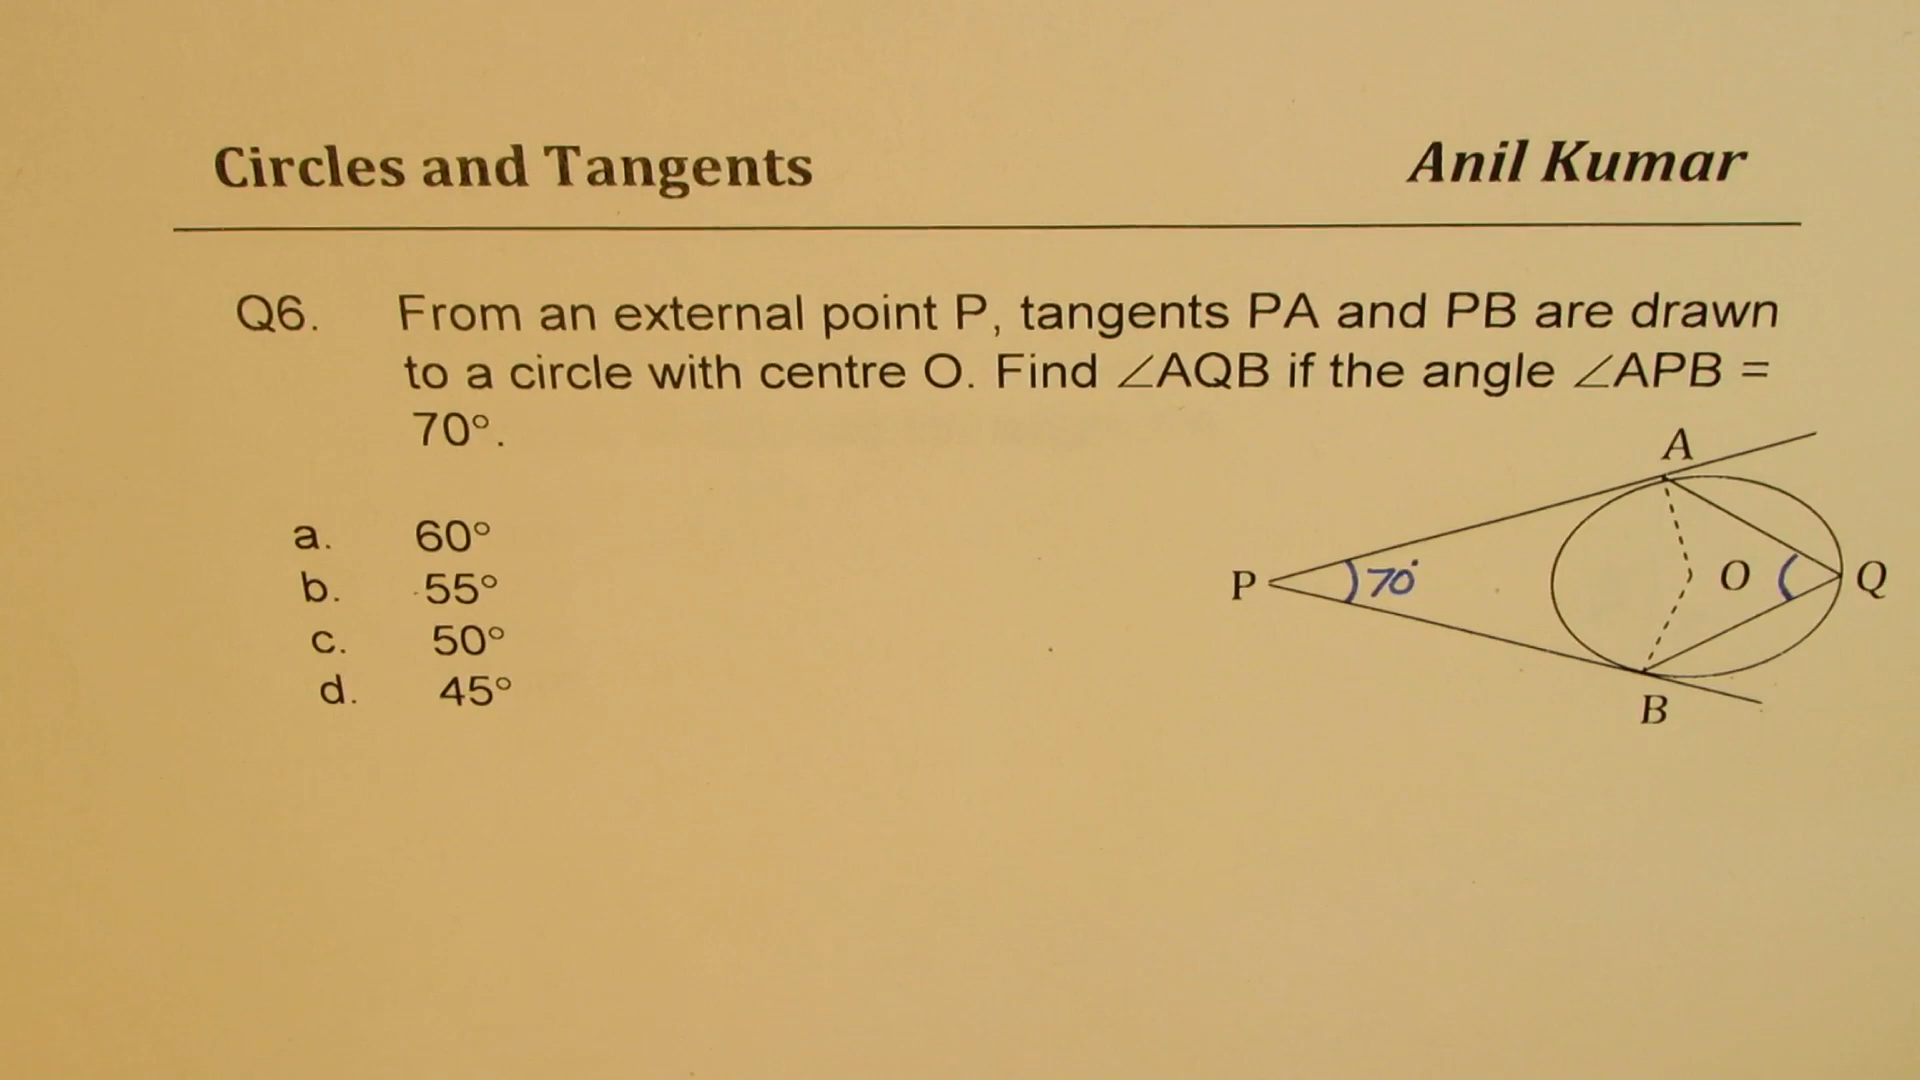 Circles and Tangents
Anil Kumar
Q6. From an external point P, tangents PA and PB are drawn
to a circle with centre O. Find ∠AQB if the angle ∠APB =
70°.
a. 60°
b. 55°
c. 50°
d. 45°
A
P
70°
O
Q
B